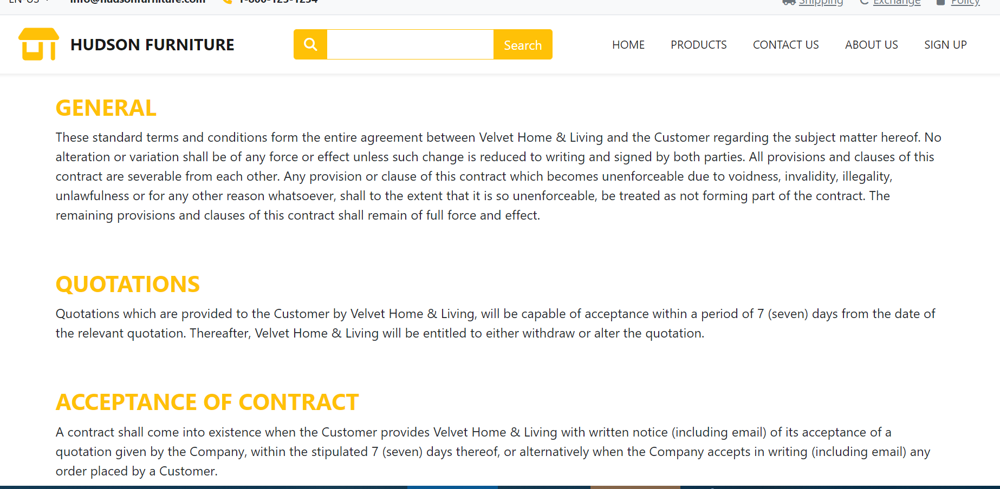 EN-US info@hudsonfurniture.com 1-800-123-1234 Shipping Exchange Policy
HUDSON FURNITURE Search HOME PRODUCTS CONTACT US ABOUT US SIGN UP
GENERAL
These standard terms and conditions form the entire agreement between Velvet Home & Living and the Customer regarding the subject matter hereof. No
alteration or variation shall be of any force or effect unless such change is reduced to writing and signed by both parties. All provisions and clauses of this
contract are severable from each other. Any provision or clause of this contract which becomes unenforceable due to voidness, invalidity, illegality,
unlawfulness or for any other reason whatsoever, shall to the extent that it is so unenforceable, be treated as not forming part of the contract. The
remaining provisions and clauses of this contract shall remain of full force and effect.
QUOTATIONS
Quotations which are provided to the Customer by Velvet Home & Living, will be capable of acceptance within a period of 7 (seven) days from the date of
the relevant quotation. Thereafter, Velvet Home & Living will be entitled to either withdraw or alter the quotation.
ACCEPTANCE OF CONTRACT
A contract shall come into existence when the Customer provides Velvet Home & Living with written notice (including email) of its acceptance of a
quotation given by the Company, within the stipulated 7 (seven) days thereof, or alternatively when the Company accepts in writing (including email) any
order placed by a Customer.